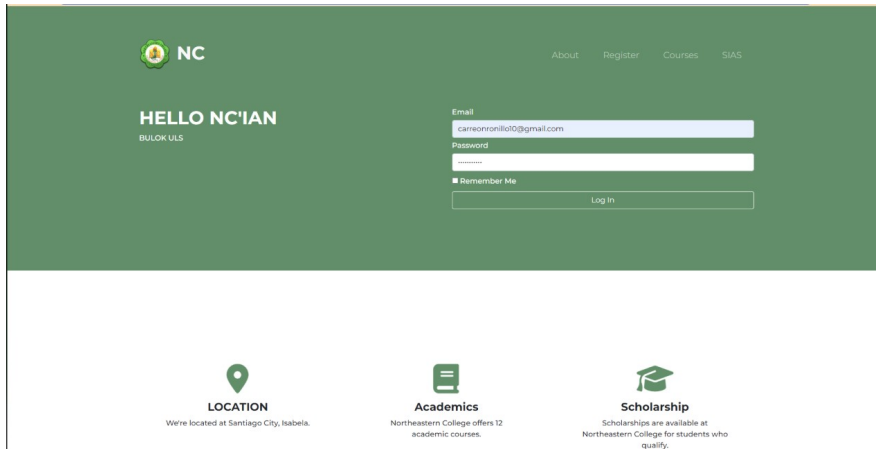 NC
About Register Courses SIAS
HELLO NC'IAN
BULOK ULS
Email
carreonronillo10@gmail.com
Password
Remember Me
Log In
LOCATION
We're located at Santiago City, Isabela.
Academics
Northeastern College offers 12
academic courses.
Scholarship
Scholarships are available at
Northeastern College for students who
qualify.